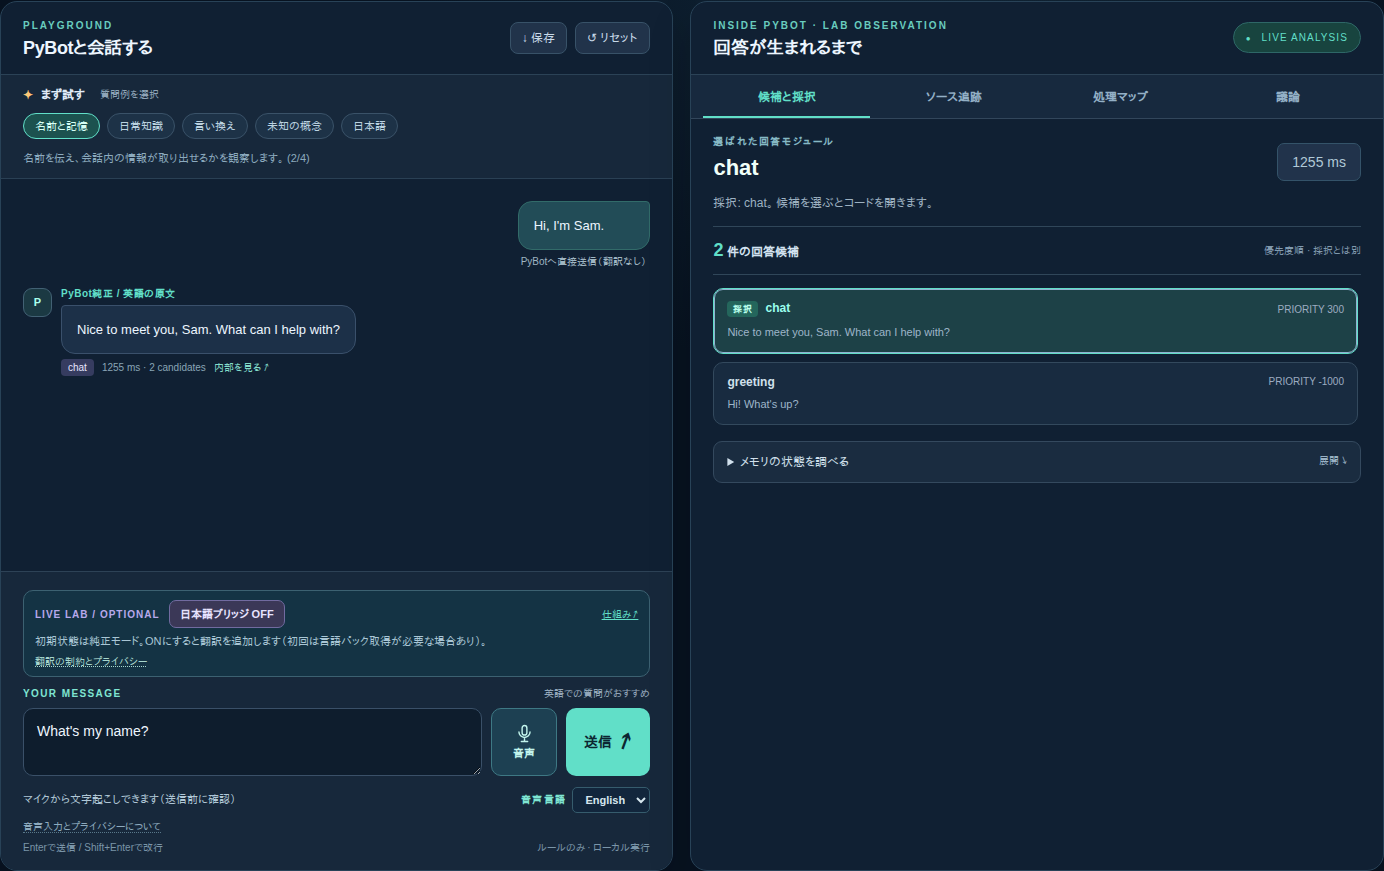 PLAYGROUND
PyBotと会話する
↓ 保存
↺ リセット
✦ まず試す 質問例を選択
名前と記憶
日常知識
言い換え
未知の概念
日本語
名前を伝え、会話内の情報が取り出せるかを観察します。(2/4)
Hi, I'm Sam.
PyBotへ直接送信(翻訳なし)
P
PyBot純正 / 英語の原文
Nice to meet you, Sam. What can I help with?
chat 1255 ms · 2 candidates 内部を見る↗
LIVE LAB / OPTIONAL 日本語ブリッジ OFF 仕組み↗
初期状態は純正モード。ONにすると翻訳を追加します(初回は言語パック取得が必要な場合あり)。
翻訳の制約とプライバシー
YOUR MESSAGE 英語での質問がおすすめ
What's my name?
音声
送信 ↗
マイクから文字起こしできます(送信前に確認)
音声言語 English
音声入力とプライバシーについて
Enterで送信 / Shift+Enterで改行
ルールのみ · ローカル実行
INSIDE PYBOT · LAB OBSERVATION
回答が生まれるまで
● LIVE ANALYSIS
候補と採択
ソース追跡
処理マップ
議論
選ばれた回答モジュール
chat
1255 ms
採択: chat。候補を選ぶとコードを開きます。
2 件の回答候補
優先度順 · 採択とは別
採択 chat PRIORITY 300
Nice to meet you, Sam. What can I help with?
greeting PRIORITY -1000
Hi! What's up?
▶ メモリの状態を調べる 展開 ↘